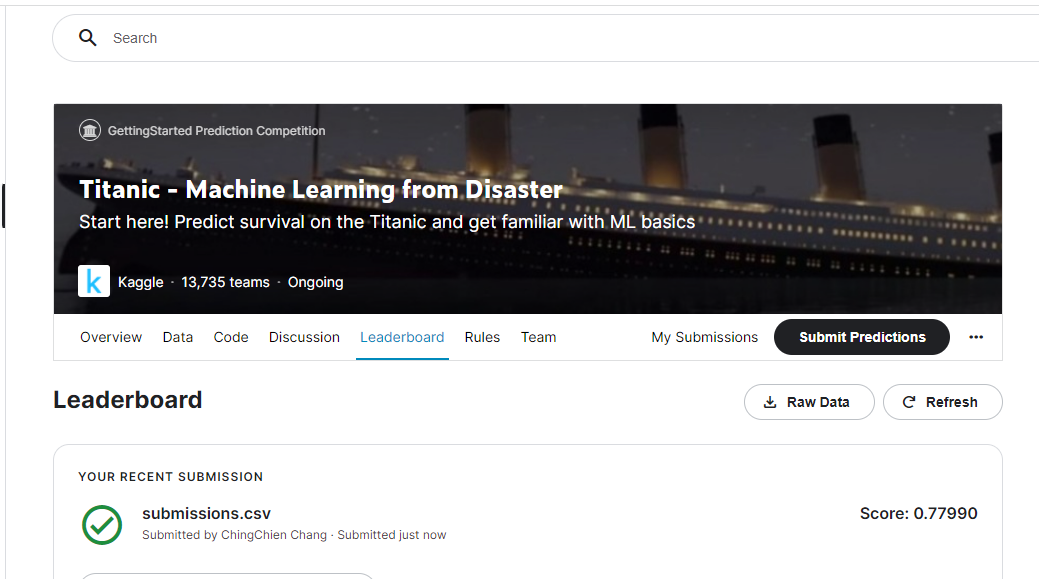 Search
GettingStarted Prediction Competition
Titanic - Machine Learning from Disaster
Start here! Predict survival on the Titanic and get familiar with ML basics
k
Kaggle · 13,735 teams · Ongoing
Overview Data Code Discussion Leaderboard Rules Team My Submissions Submit Predictions
Leaderboard
Raw Data Refresh
YOUR RECENT SUBMISSION
submissions.csv Score: 0.77990
Submitted by ChingChien Chang · Submitted just now